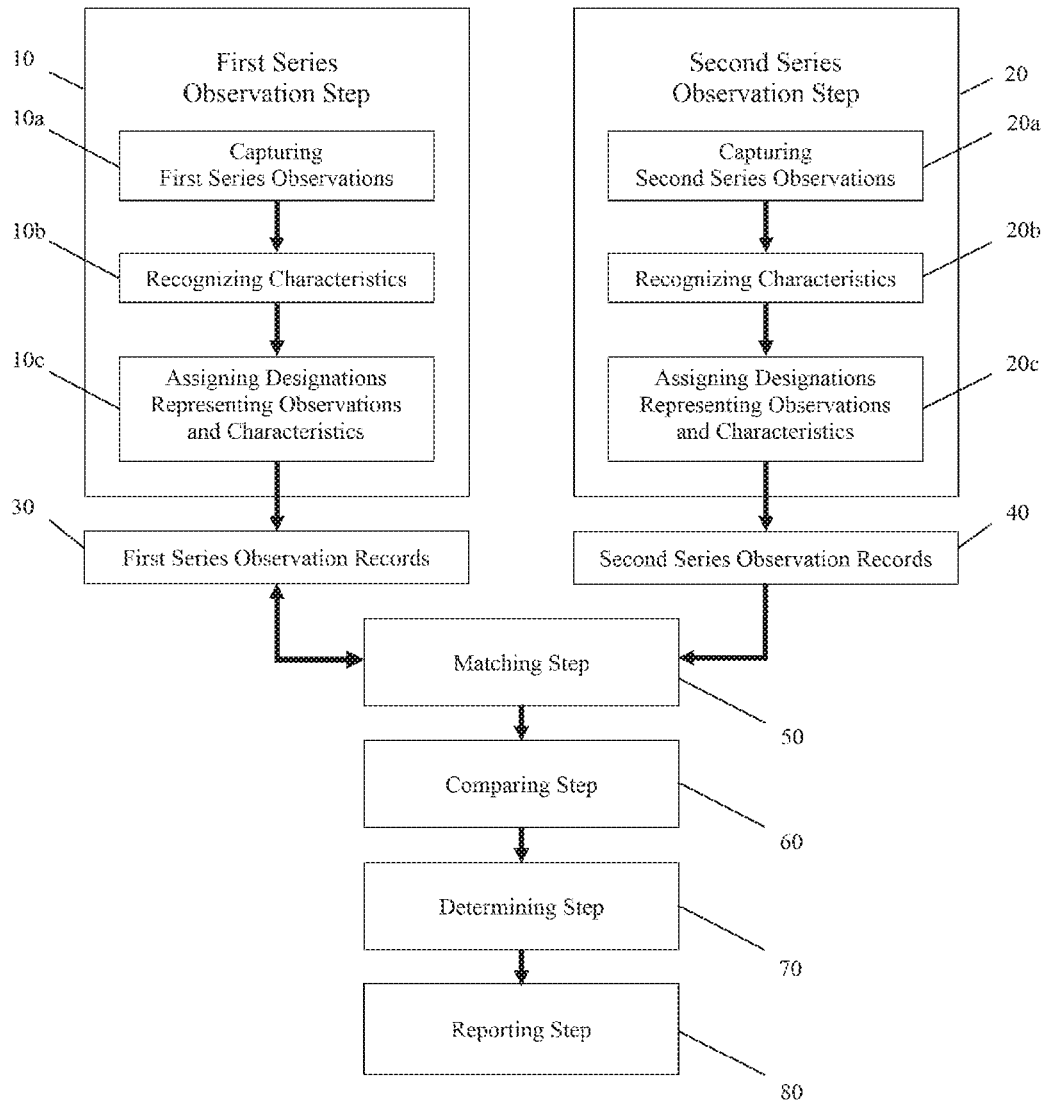 10
First Series
Observation Step
10a
Capturing
First Series Observations
10b
Recognizing Characteristics
10c
Assigning Designations
Representing Observations
and Characteristics
30
First Series Observation Records
Second Series
Observation Step
20
20a
Capturing
Second Series Observations
20b
Recognizing Characteristics
20c
Assigning Designations
Representing Observations
and Characteristics
40
Second Series Observation Records
Matching Step
50
Comparing Step
60
Determining Step
70
Reporting Step
80